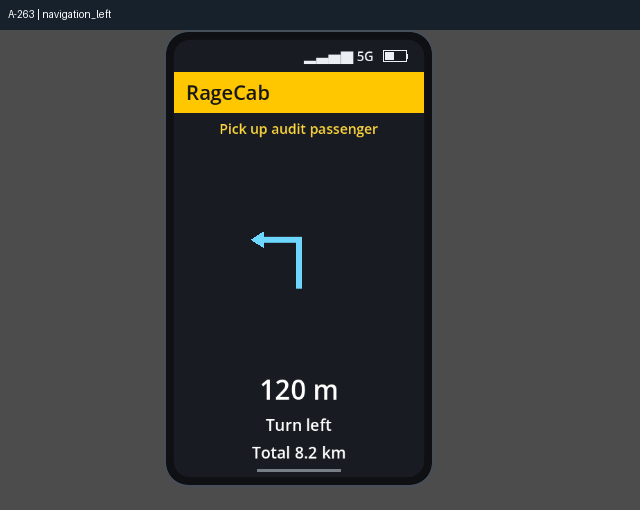 A-263 | navigation_left
5G
RageCab
Pick up audit passenger
120 m
Turn left
Total 8.2 km